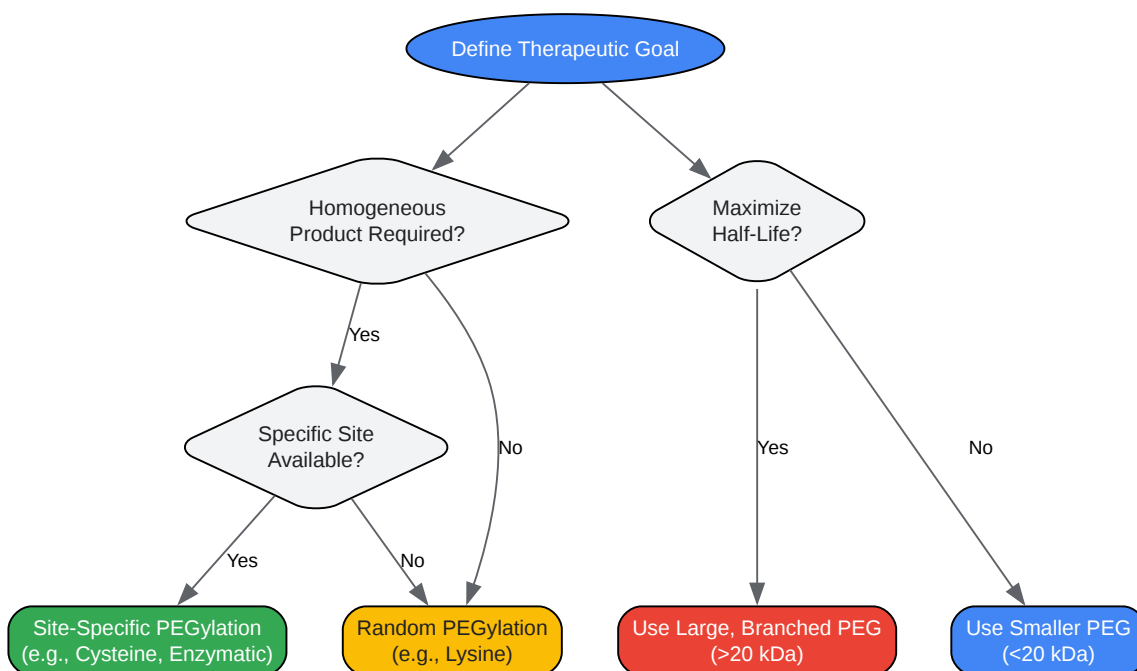 Define Therapeutic Goal
Homogeneous
Product Required?
Maximize
Half-Life?
Yes
Specific Site
Available?
No
Yes
No
Yes
No
Site-Specific PEGylation
(e.g., Cysteine, Enzymatic)
Random PEGylation
(e.g., Lysine)
Use Large, Branched PEG
(>20 kDa)
Use Smaller PEG
(<20 kDa)